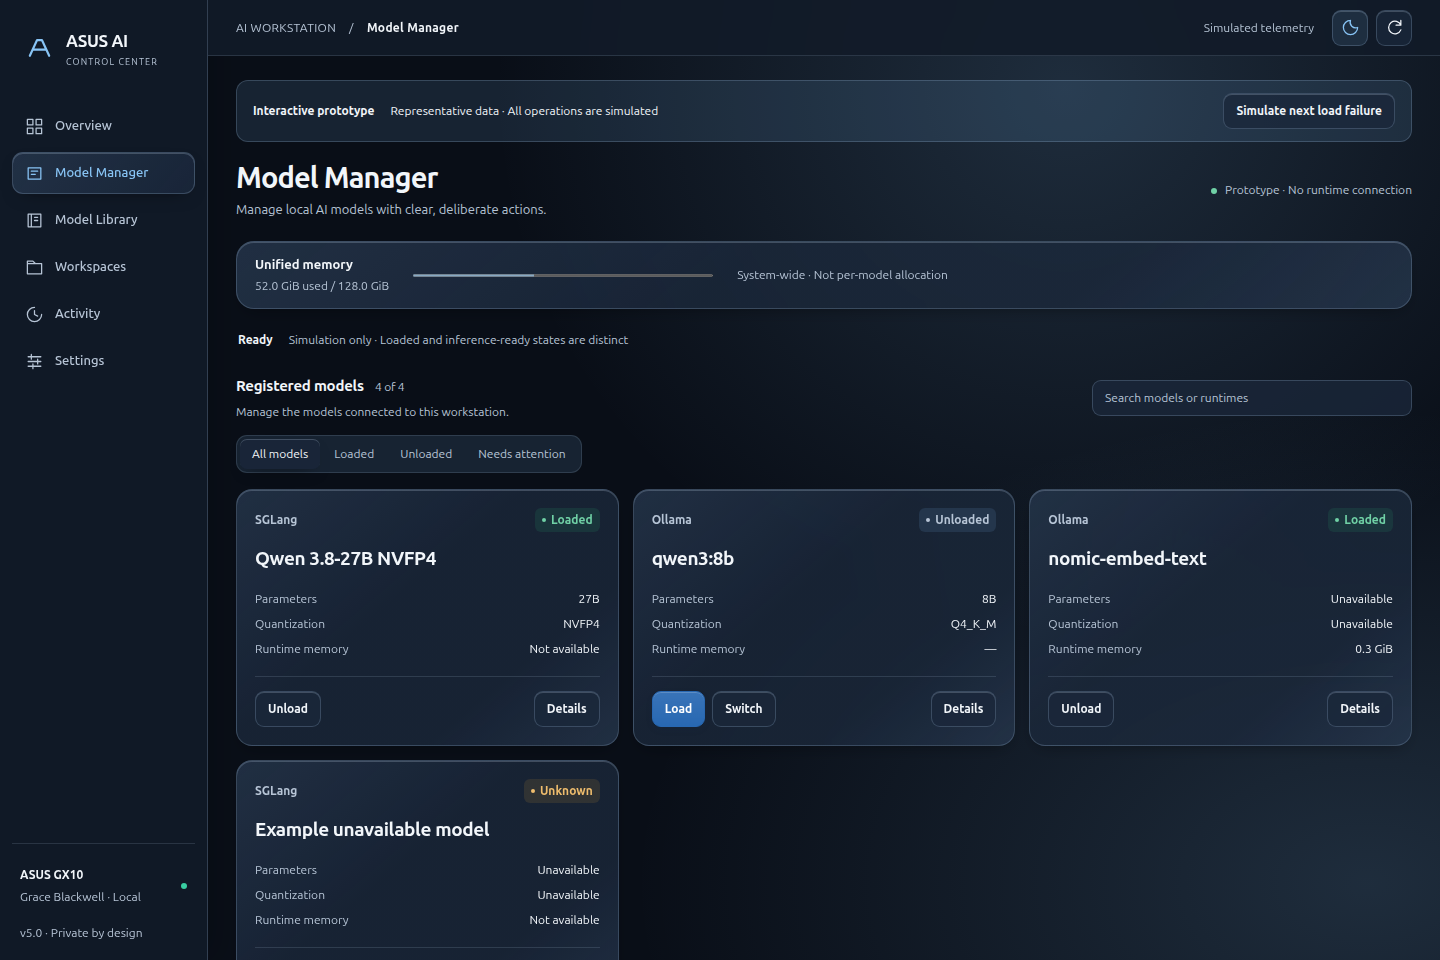 ASUS AI
CONTROL CENTER
Overview
Model Manager
Model Library
Workspaces
Activity
Settings
ASUS GX10
Grace Blackwell · Local
v5.0 · Private by design
AI WORKSTATION / Model Manager
Simulated telemetry
Interactive prototype Representative data · All operations are simulated
Simulate next load failure
Model Manager
Manage local AI models with clear, deliberate actions.
Prototype · No runtime connection
Unified memory
52.0 GiB used / 128.0 GiB
System-wide · Not per-model allocation
Ready Simulation only · Loaded and inference-ready states are distinct
Registered models 4 of 4
Manage the models connected to this workstation.
Search models or runtimes
All models Loaded Unloaded Needs attention
SGLang • Loaded
Qwen 3.8-27B NVFP4
Parameters 27B
Quantization NVFP4
Runtime memory Not available
Unload Details
Ollama • Unloaded
qwen3:8b
Parameters 8B
Quantization Q4_K_M
Runtime memory —
Load Switch Details
Ollama • Loaded
nomic-embed-text
Parameters Unavailable
Quantization Unavailable
Runtime memory 0.3 GiB
Unload Details
SGLang • Unknown
Example unavailable model
Parameters Unavailable
Quantization Unavailable
Runtime memory Not available